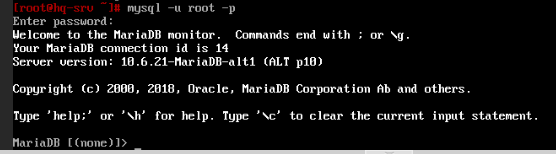 [root@hq-srv ~]# mysql -u root -p
Enter password:
Welcome to the MariaDB monitor.  Commands end with ; or \g.
Your MariaDB connection id is 14
Server version: 10.6.21-MariaDB-alt1 (ALT p10)
Copyright (c) 2000, 2018, Oracle, MariaDB Corporation Ab and others.
Type 'help;' or '\h' for help. Type '\c' to clear the current input statement.
MariaDB [(none)]> _